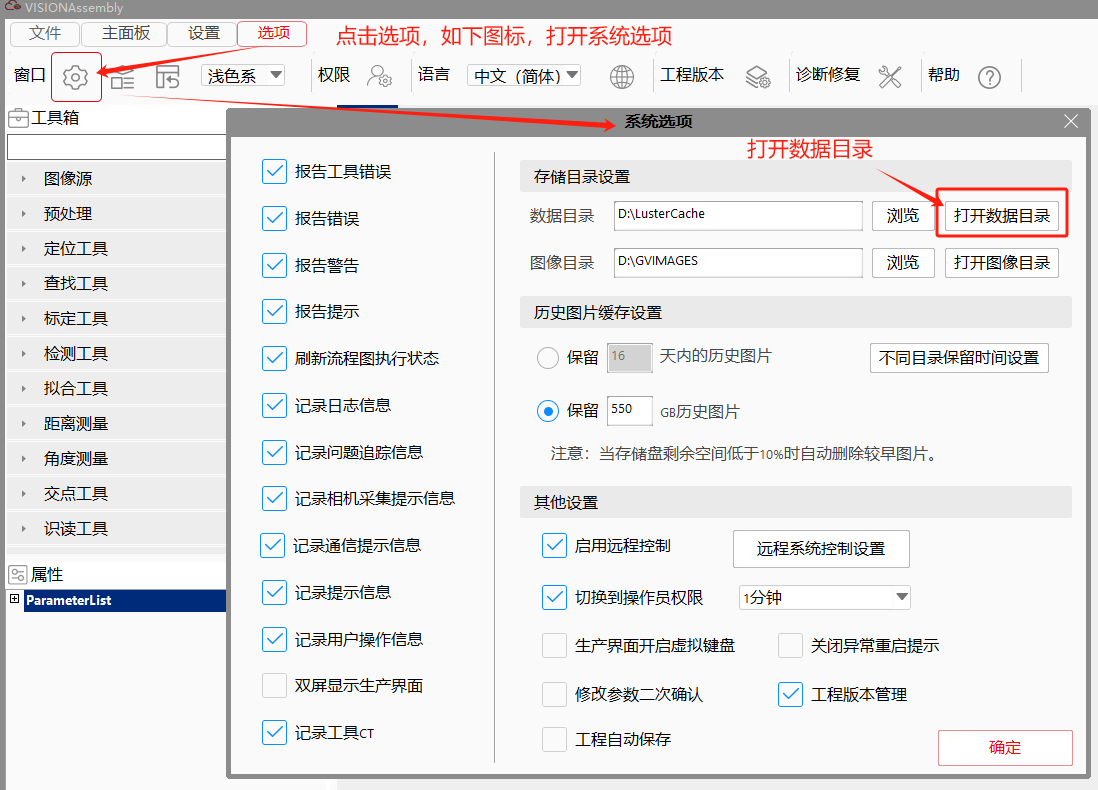 VISIONAssembly
文件 主面板 设置 选项
点击选项，如下图标，打开系统选项
窗口 浅色系 权限 语言 中文（简体） 工程版本 诊断修复 帮助
工具箱
图像源
预处理
定位工具
查找工具
标定工具
检测工具
拟合工具
距离测量
角度测量
交点工具
识读工具
属性
ParameterList
系统选项
打开数据目录
报告工具错误
报告错误
报告警告
报告提示
刷新流程图执行状态
记录日志信息
记录问题追踪信息
记录相机采集提示信息
记录通信提示信息
记录提示信息
记录用户操作信息
双屏显示生产界面
记录工具CT
存储目录设置
数据目录 D:\LusterCache 浏览 打开数据目录
图像目录 D:\GVIMAGES 浏览 打开图像目录
历史图片缓存设置
保留 16 天内的历史图片 不同目录保留时间设置
保留 550 GB历史图片
注意：当存储盘剩余空间低于10%时自动删除较早图片。
其他设置
启用远程控制 远程系统控制设置
切换到操作员权限 1分钟
生产界面开启虚拟键盘 关闭异常重启提示
修改参数二次确认 工程版本管理
工程自动保存
确定